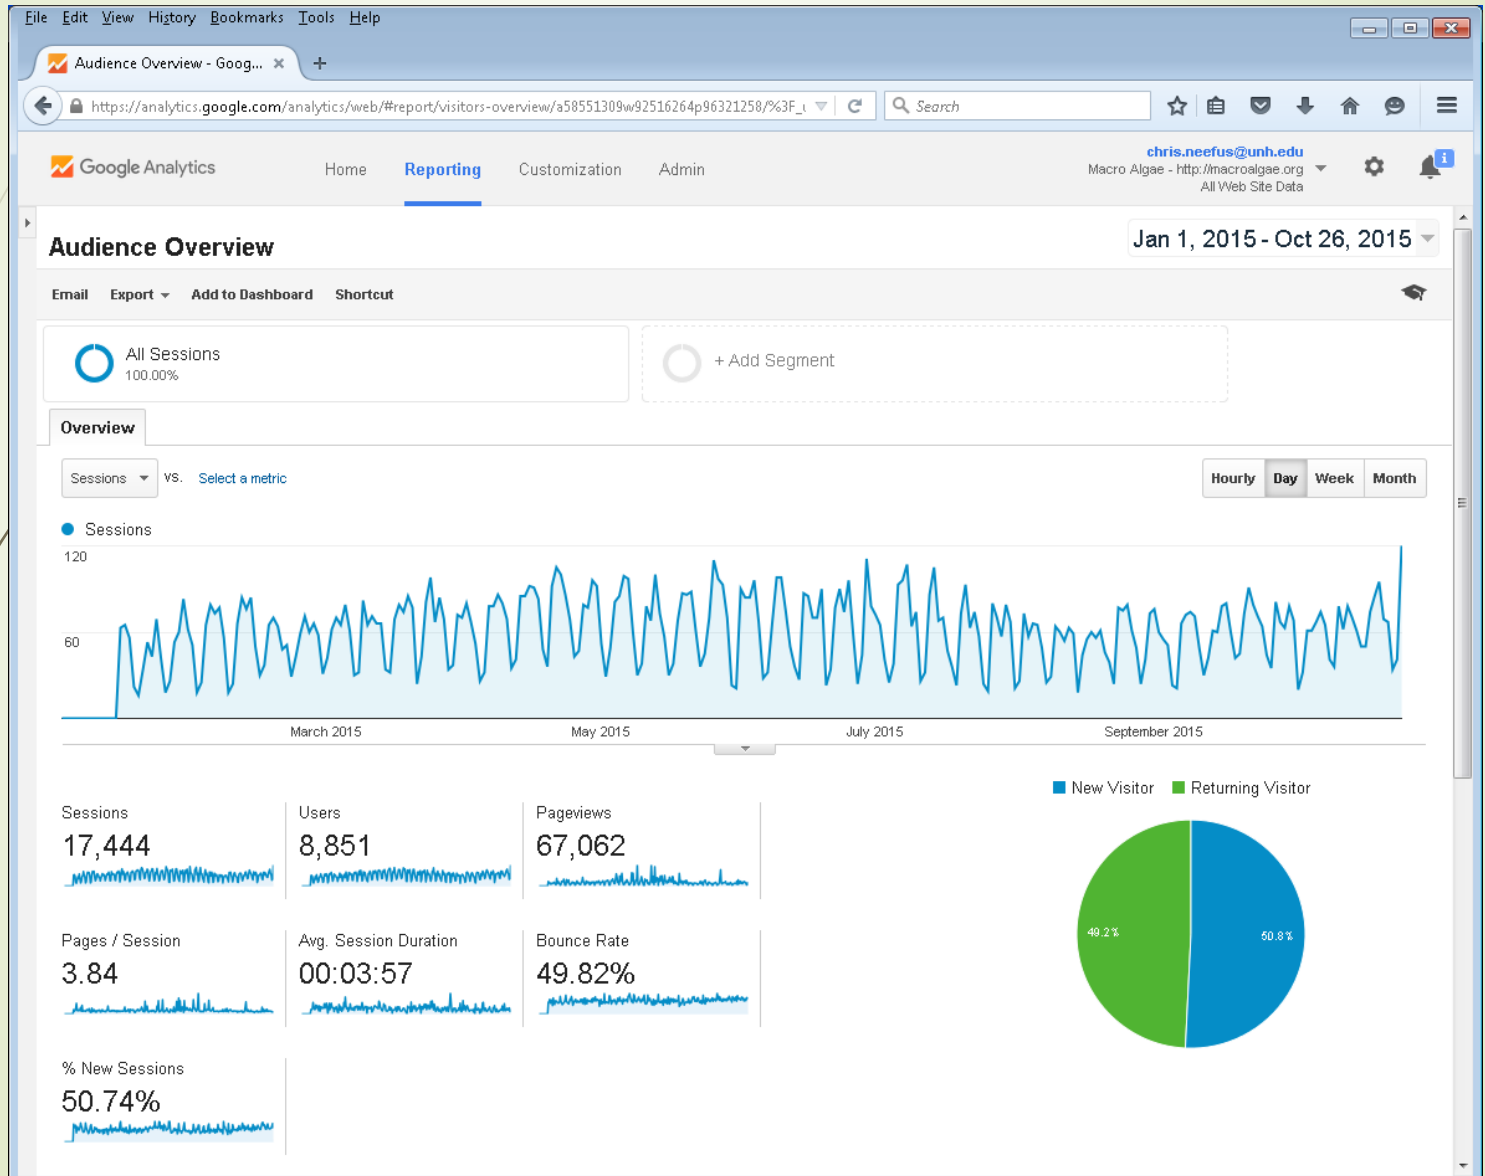 File Edit View History Bookmarks Tools Help
Audience Overview - Goog...
https://analytics.google.com/analytics/web/#report/visitors-overview/a58551309w92516264p96321258/%3F_u
Search
Google Analytics
Home Reporting Customization Admin
chris.neefus@unh.edu
Macro Algae - http://macroalgae.org
All Web Site Data
i
Audience Overview
Jan 1, 2015 - Oct 26, 2015
Email Export Add to Dashboard Shortcut
All Sessions
100.00%
+ Add Segment
Overview
Sessions VS. Select a metric
Hourly Day Week Month
Sessions
120
60
March 2015 May 2015 July 2015 September 2015
New Visitor Returning Visitor
Sessions Users Pageviews
17,444 8,851 67,062
49.2% 50.8%
Pages / Session Avg. Session Duration Bounce Rate
3.84 00:03:57 49.82%
% New Sessions
50.74%